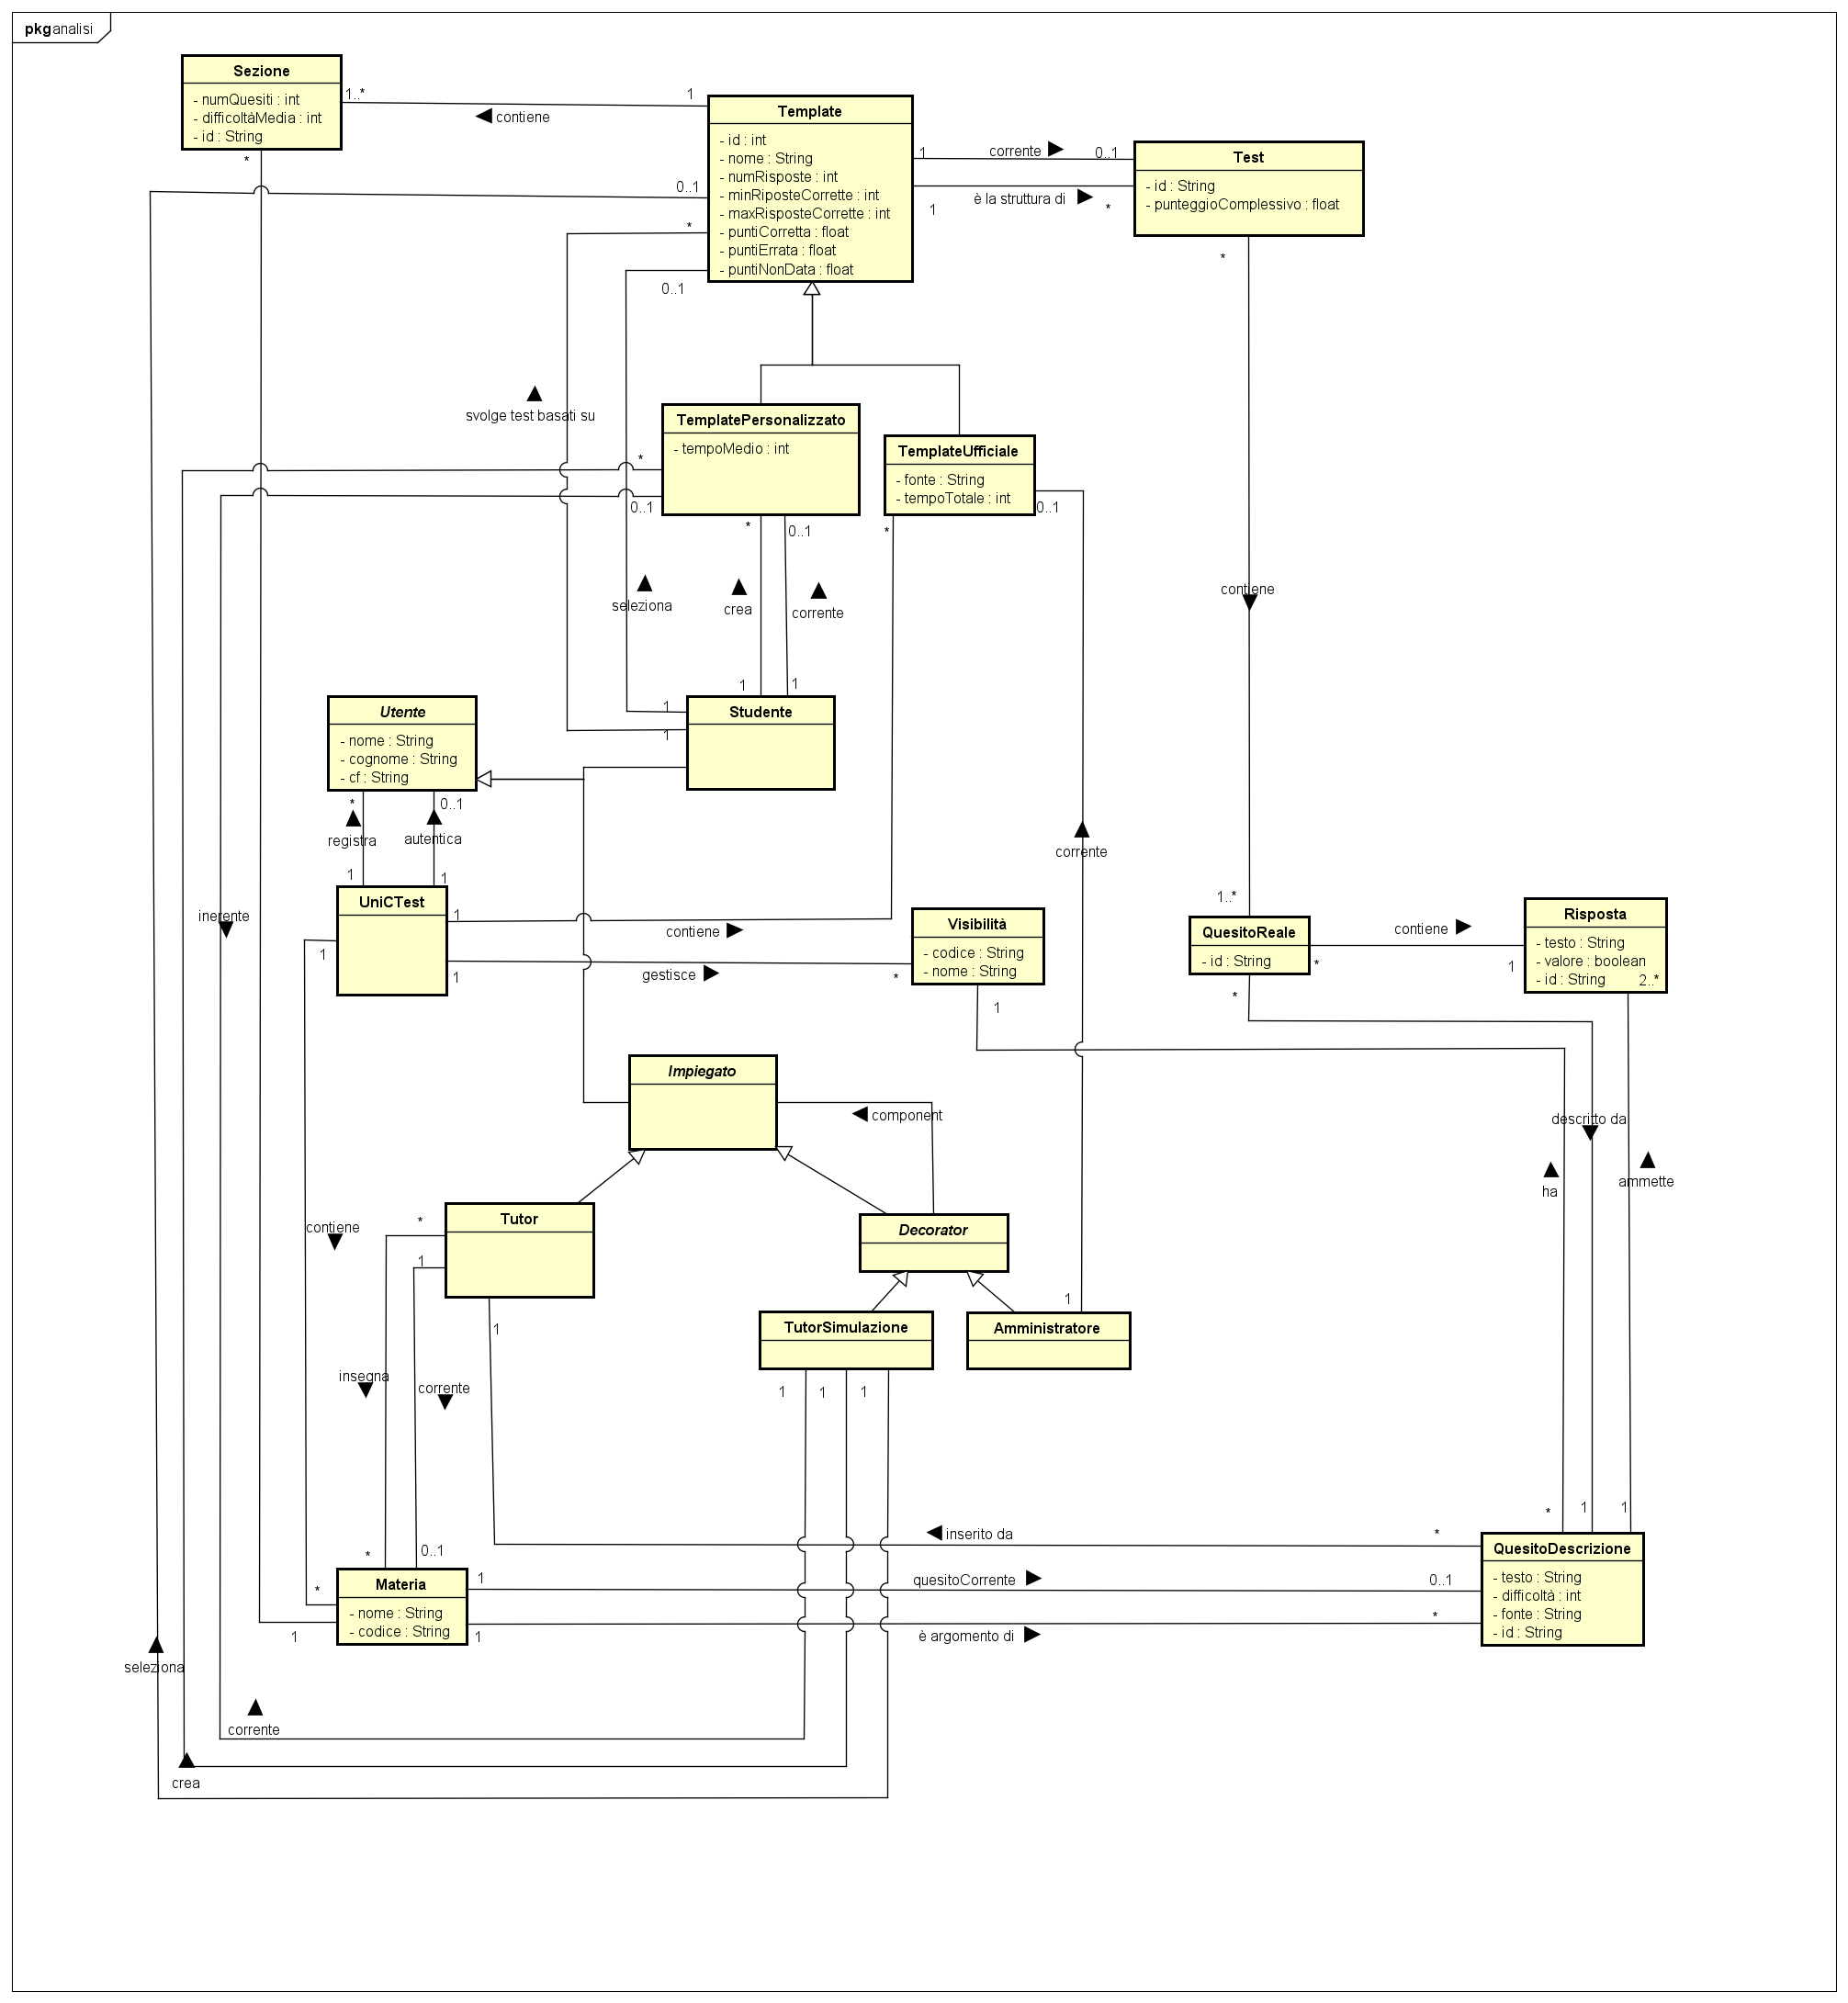 pkg analisi
Sezione
- numQuesiti : int
- difficoltàMedia : int
- id : String
1..*
1
contiene
*
Template
- id : int
- nome : String
- numRisposte : int
- minRiposteCorrette : int
- maxRisposteCorrette : int
- puntiCorretta : float
- puntiErrata : float
- puntiNonData : float
0..1
*
0..1
1
corrente
0..1
1
è la struttura di
*
Test
- id : String
- punteggioComplessivo : float
*
svolge test basati su
TemplatePersonalizzato
- tempoMedio : int
*
0..1
*
0..1
TemplateUfficiale
- fonte : String
- tempoTotale : int
*
0..1
seleziona
crea
corrente
contiene
1
1
1
1
Studente
Utente
- nome : String
- cognome : String
- cf : String
*
0..1
registra
autentica
1
1
corrente
UniCTest
1
1
1
contiene
gestisce
*
inerente
Visibilità
- codice : String
- nome : String
1
1..*
QuesitoReale
- id : String
*
*
contiene
1
Risposta
- testo : String
- valore : boolean
- id : String
2..*
Impiegato
component
descritto da
ha
ammette
contiene
Tutor
*
1
1
Decorator
TutorSimulazione
1
1
1
Amministratore
1
insegna
corrente
*
0..1
*
inserito da
*
*
1
1
QuesitoDescrizione
- testo : String
- difficoltà : int
- fonte : String
- id : String
Materia
- nome : String
- codice : String
1
1
quesitoCorrente
0..1
1
è argomento di
*
seleziona
corrente
crea